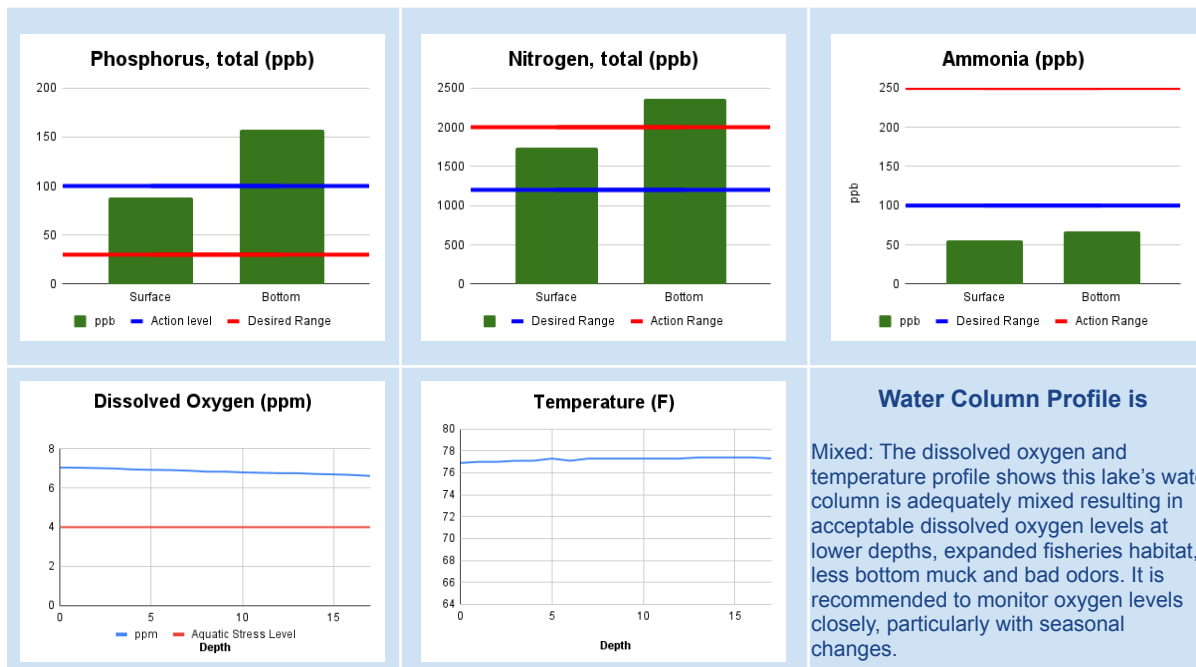 Phosphorus, total (ppb)
200
150
100
50
0
Surface Bottom
ppb Action level Desired Range
Nitrogen, total (ppb)
2500
2000
1500
1000
500
0
Surface Bottom
Desired Range Action Range
Ammonia (ppb)
ppb
250
200
150
100
50
0
Surface Bottom
ppb Desired Range Action Range
Dissolved Oxygen (ppm)
8
6
4
2
0
0 5 10 15
ppm Aquatic Stress Level
Depth
Temperature (F)
80
78
76
74
72
70
68
66
64
0 5 10 15
Depth
Water Column Profile is
Mixed: The dissolved oxygen and
temperature profile shows this lake's wat
column is adequately mixed resulting in
acceptable dissolved oxygen levels at
lower depths, expanded fisheries habitat,
less bottom muck and bad odors. It is
recommended to monitor oxygen levels
closely, particularly with seasonal
changes.